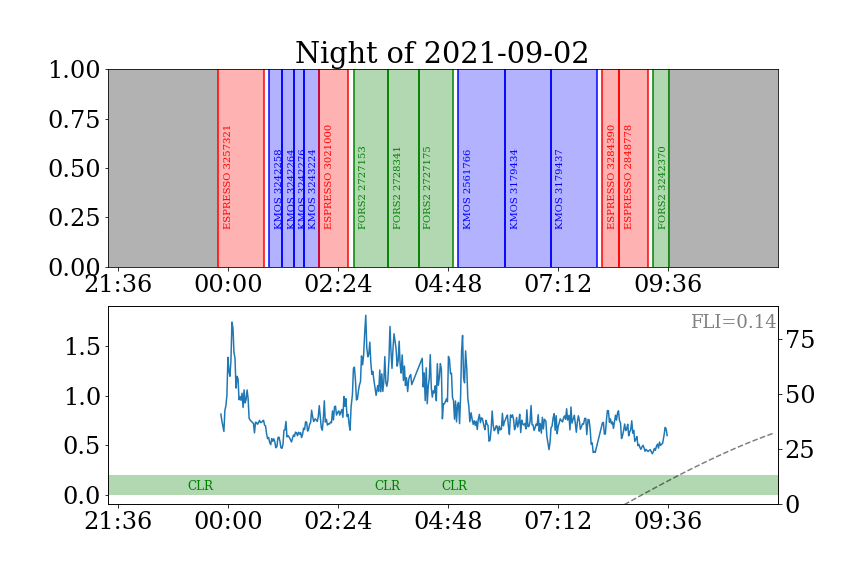 Night of 2021-09-02
1.00
0.75
0.50
0.25
0.00
ESPRESSO 3257321
KMOS 3242258
KMOS 3242264
KMOS 3242276
KMOS 3243224
ESPRESSO 3021000
FORS2 2727153
FORS2 2728341
FORS2 2727175
KMOS 2561766
KMOS 3179434
KMOS 3179437
ESPRESSO 3284390
ESPRESSO 2848778
FORS2 3242370
21:36 00:00 02:24 04:48 07:12 09:36
FLI=0.14
1.5
1.0
0.5
0.0
75
50
25
0
CLR CLR CLR
21:36 00:00 02:24 04:48 07:12 09:36